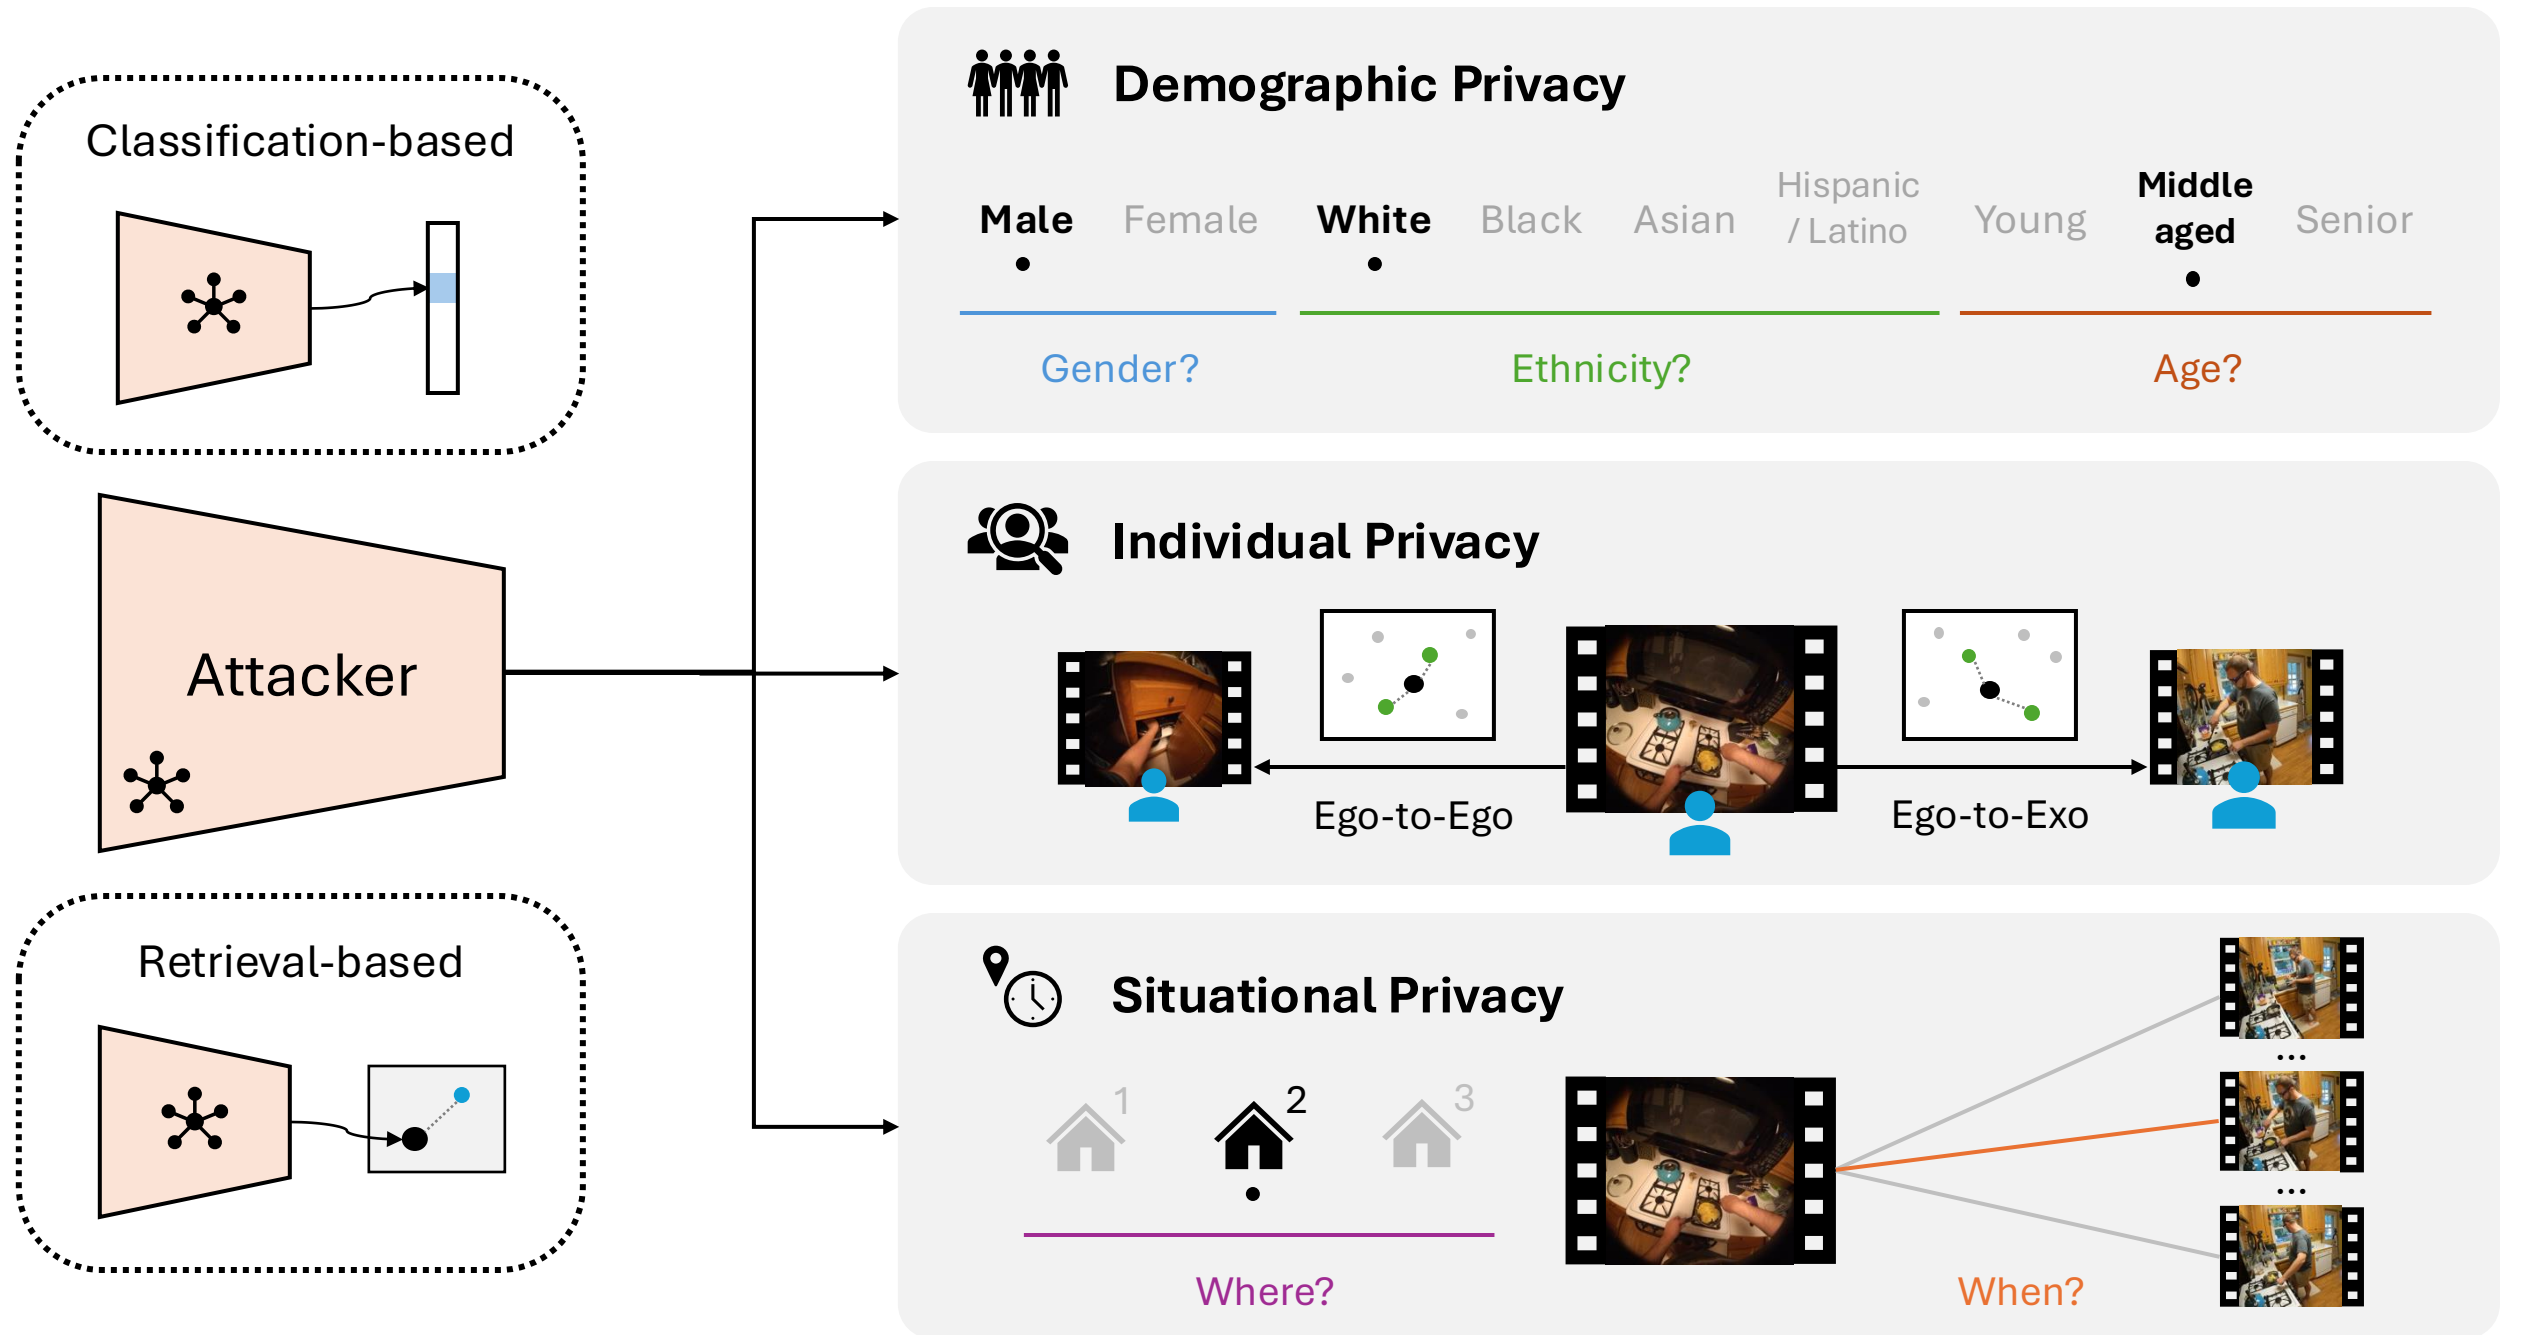 Classification-based
Attacker
Retrieval-based
Demographic Privacy
Male
Female
White
Black
Asian
Hispanic
/ Latino
Young
Middle
aged
Senior
Gender?
Ethnicity?
Age?
Individual Privacy
Ego-to-Ego
Ego-to-Exo
Situational Privacy
1
2
3
...
...
Where?
When?